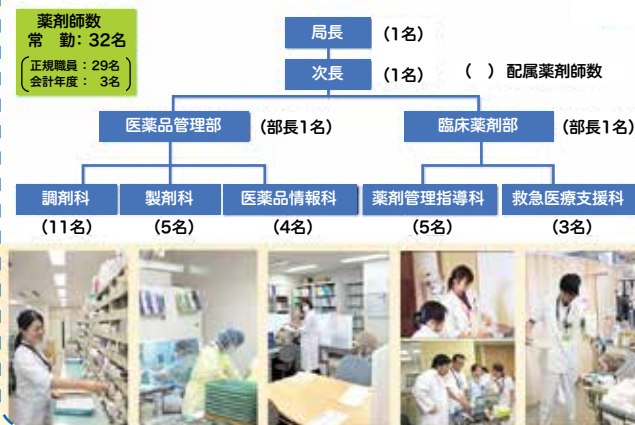 薬剤師数
常　勤：32名
正規職員：29名
会計年度：　3名
局長　（1名）
次長　（1名）　（　）配属薬剤師数
医薬品管理部　（部長1名）　臨床薬剤部　（部長1名）
調剤科　製剤科　医薬品情報科　薬剤管理指導科　救急医療支援科
（11名）　（5名）　（4名）　（5名）　（3名）